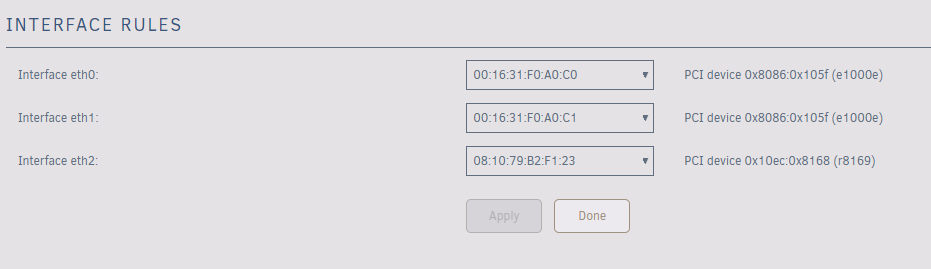 INTERFACE RULES
Interface eth0: 00:16:31:F0:A0:C0 PCI device 0x8086:0x105f (e1000e)
Interface eth1: 00:16:31:F0:A0:C1 PCI device 0x8086:0x105f (e1000e)
Interface eth2: 08:10:79:B2:F1:23 PCI device 0x10ec:0x8168 (r8169)
Apply Done